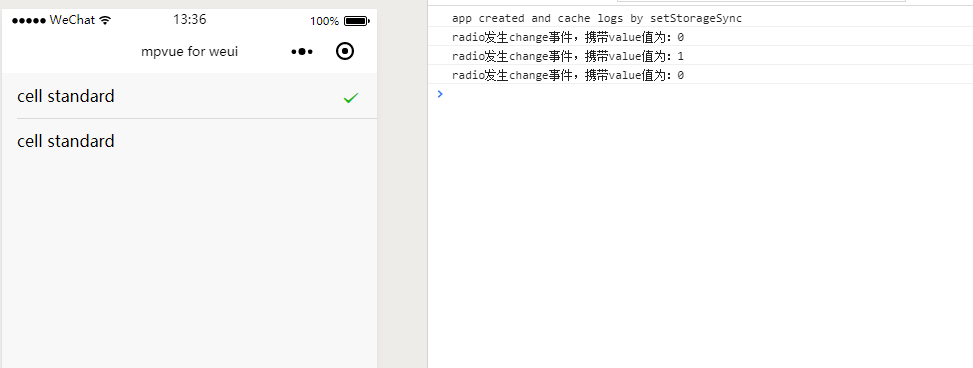 WeChat 13:36 100%
mpvue for weui
cell standard
cell standard
app created and cache logs by setStorageSync
radio发生change事件，携带value值为：0
radio发生change事件，携带value值为：1
radio发生change事件，携带value值为：0